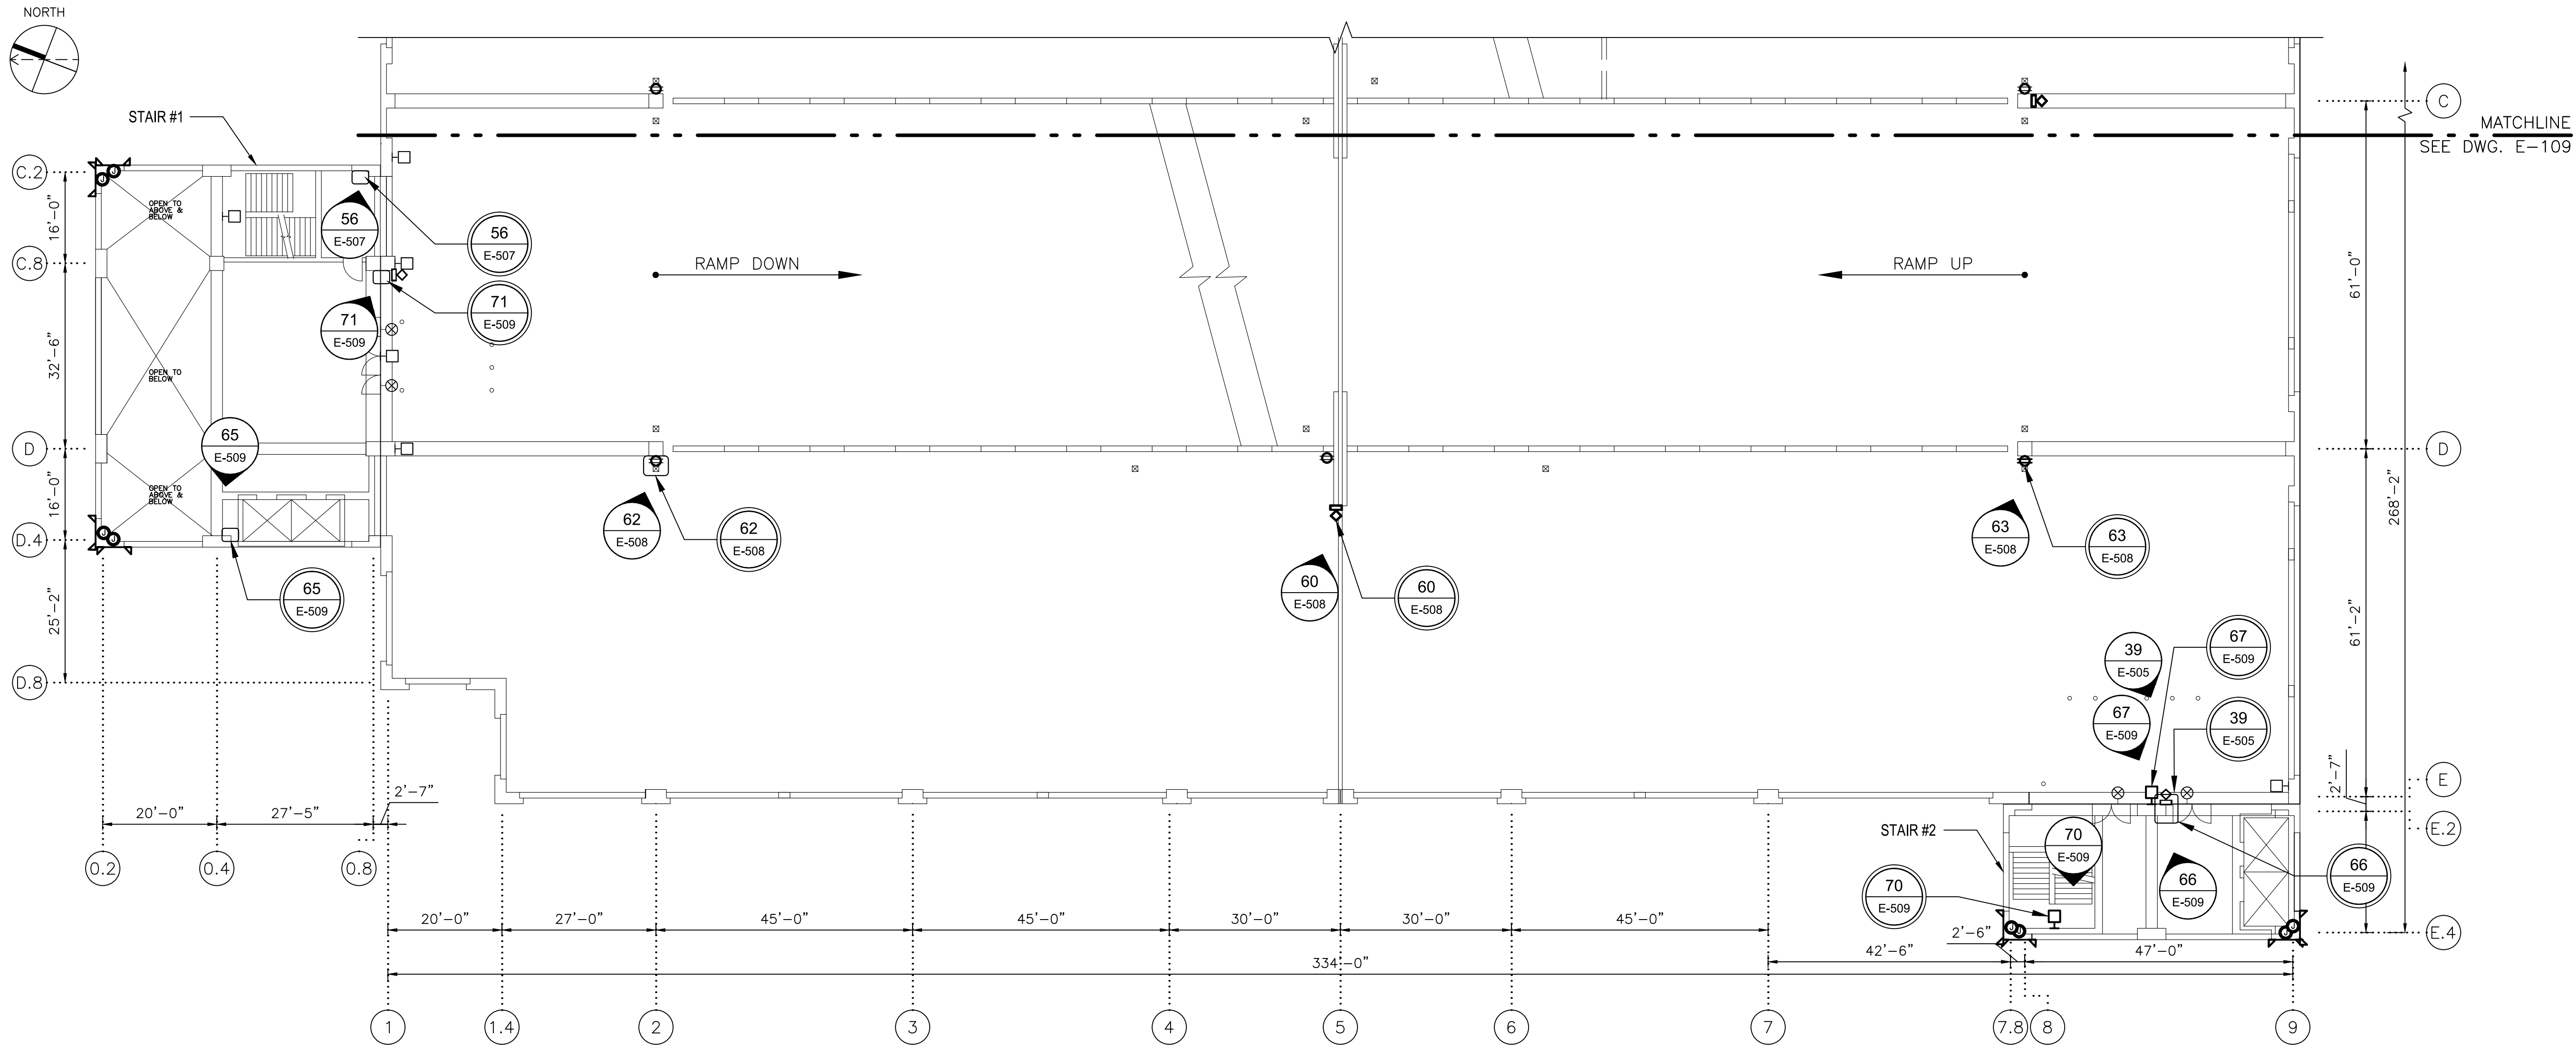 NORTH
STAIR #1
C
MATCHLINE
SEE DWG. E-109
C.2
16'-0"
OPEN TO
ABOVE &
BELOW
56
E-507
56
E-507
C.8
RAMP DOWN
RAMP UP
61'-0"
71
E-509
71
E-509
32'-6"
OPEN TO
BELOW
65
E-509
D
D
16'-0"
OPEN TO
ABOVE &
BELOW
268'-2"
62
E-508
62
E-508
63
E-508
63
E-508
D.4
60
E-508
60
E-508
65
E-509
25'-2"
61'-2"
67
E-509
39
E-505
D.8
67
E-509
39
E-505
2'-7"
E
2'-7"
20'-0"
27'-5"
STAIR #2
E.2
70
E-509
0.2
0.4
0.8
66
E-509
70
E-509
66
E-509
20'-0"
27'-0"
45'-0"
45'-0"
30'-0"
30'-0"
45'-0"
J
J
J
J
J
J
J
J
2'-6"
E.4
42'-6"
47'-0"
334'-0"
1
1.4
2
3
4
5
6
7
7.8
8
9